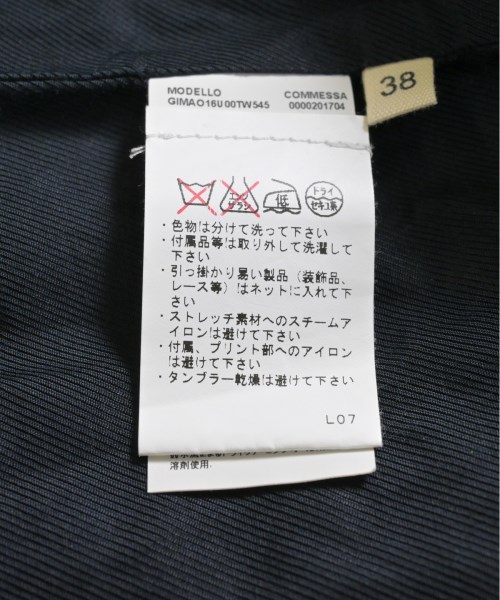 MODELLO COMMESSA
GIMAO16U00TW545 0000201704
38
エンソ
サラシ
低
ドライ
セキユ系
・色物は分けて洗って下さい
・付属品等は取り外して洗濯して
下さい
・引っ掛かり易い製品（装飾品、
レース等）はネットに入れて下
さい
・ストレッチ素材へのスチームア
イロンは避けて下さい
・付属、プリント部へのアイロン
は避けて下さい
・タンブラー乾燥は避けて下さい
L07
溶剤使用.